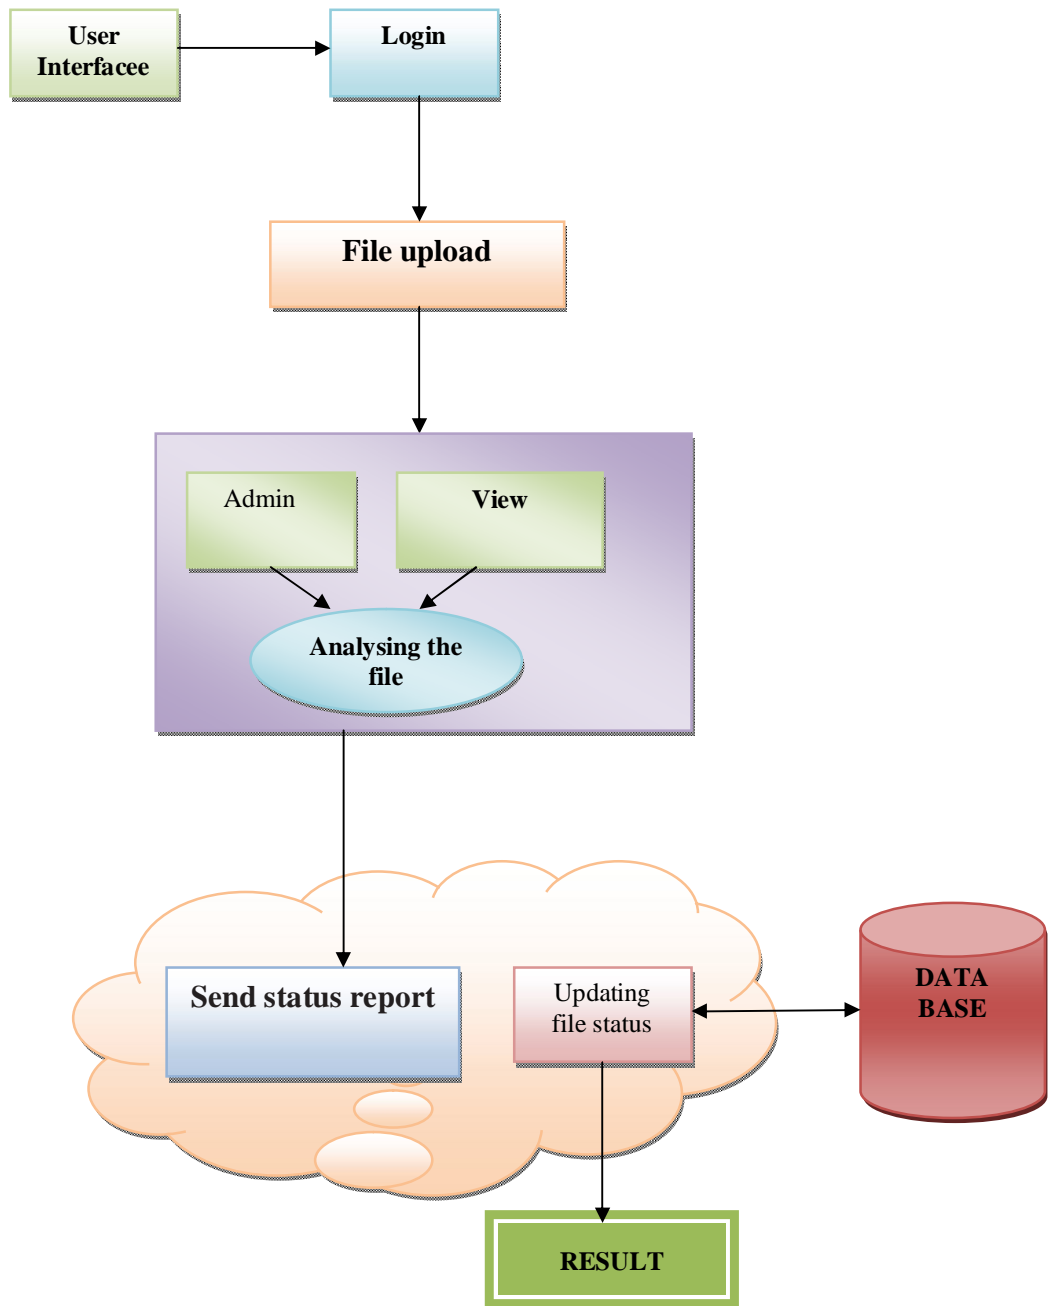 User
Interfacee
Login
File upload
Admin
View
Analysing the
file
Send status report
Updating
file status
DATA
BASE
RESULT